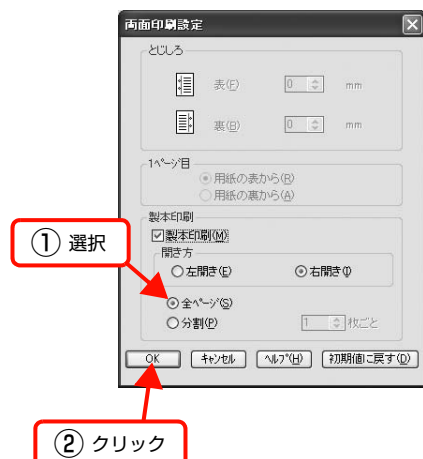 両面印刷設定
とじしろ
表(F) 0 mm
裏(B) 0 mm
1ページ目
用紙の表から(R)
用紙の裏から(A)
製本印刷
製本印刷(M)
開き方
左開き(E) 右開き(I)
① 選択
全ページ(S)
分割(P) 1 枚ごと
OK キャンセル ヘルプ(H) 初期値に戻す(D)
② クリック